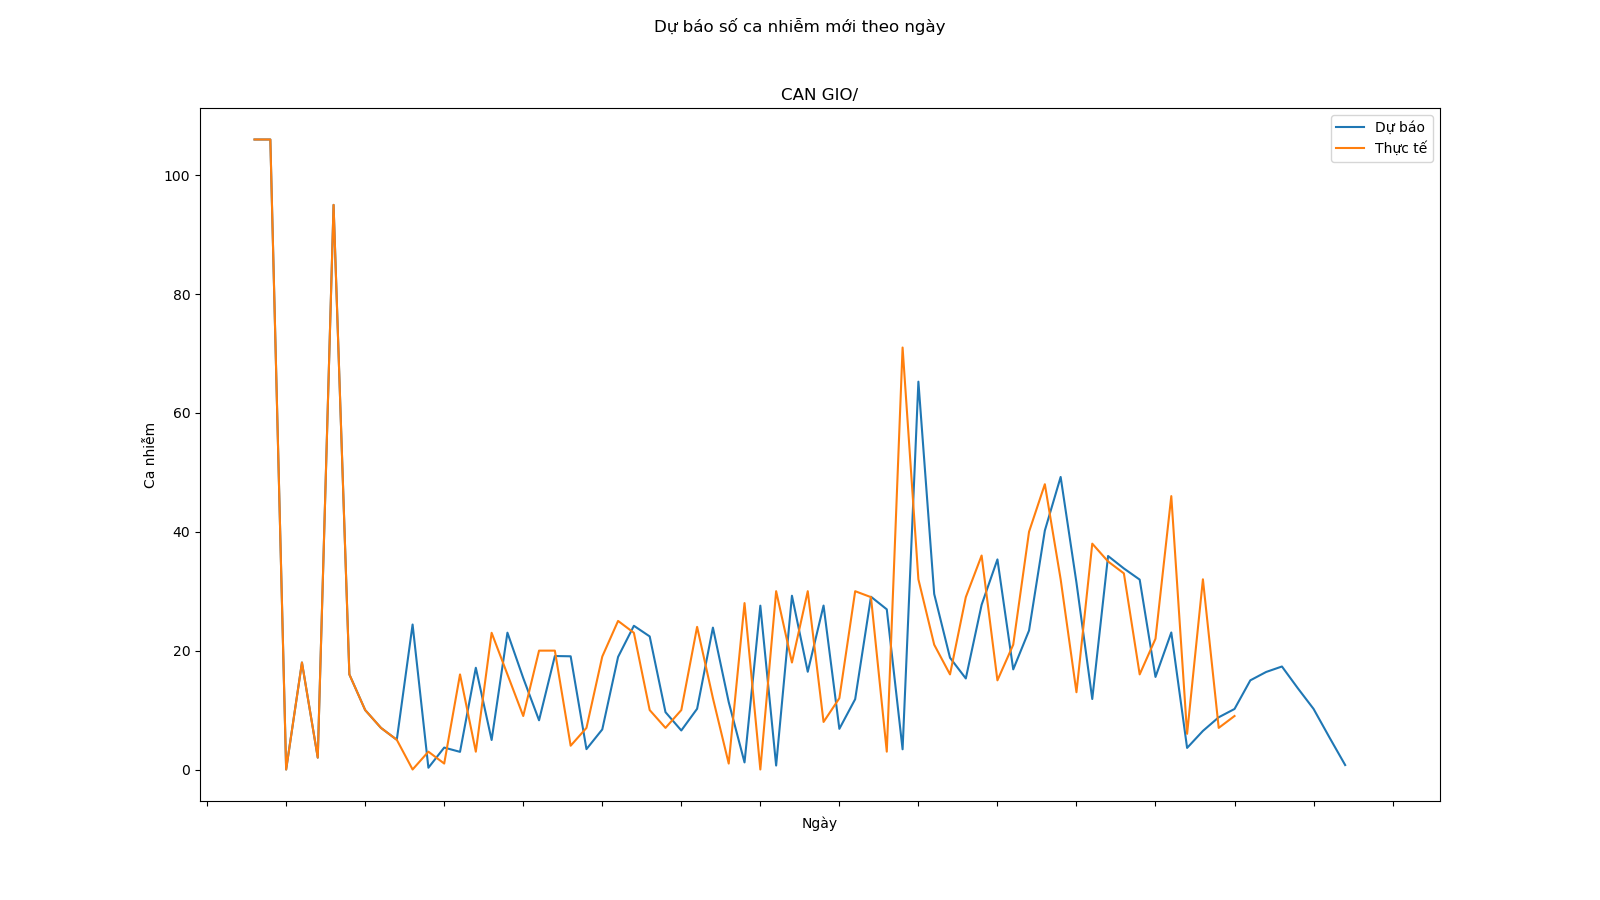 Dự báo số ca nhiễm mới theo ngày
CAN GIO/
Dự báo
Thực tế
100
80
60
40
20
0
Ca nhiễm
Ngày